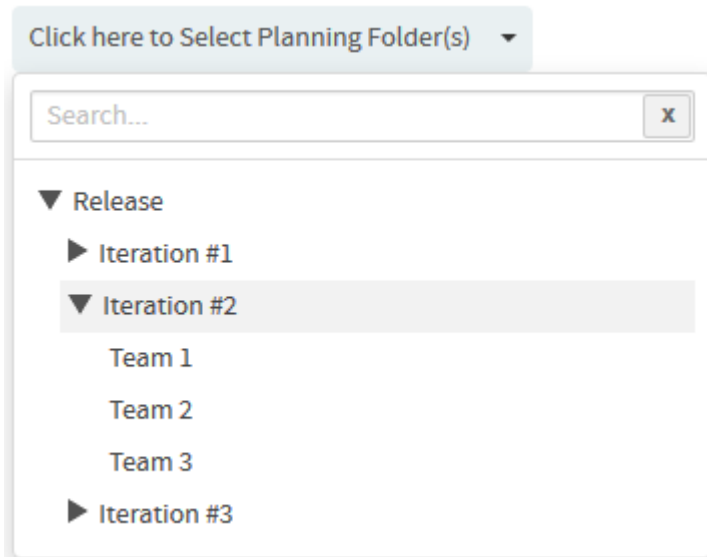 Click here to Select Planning Folder(s)
Search...
x
Release
Iteration #1
Iteration #2
Team 1
Team 2
Team 3
Iteration #3